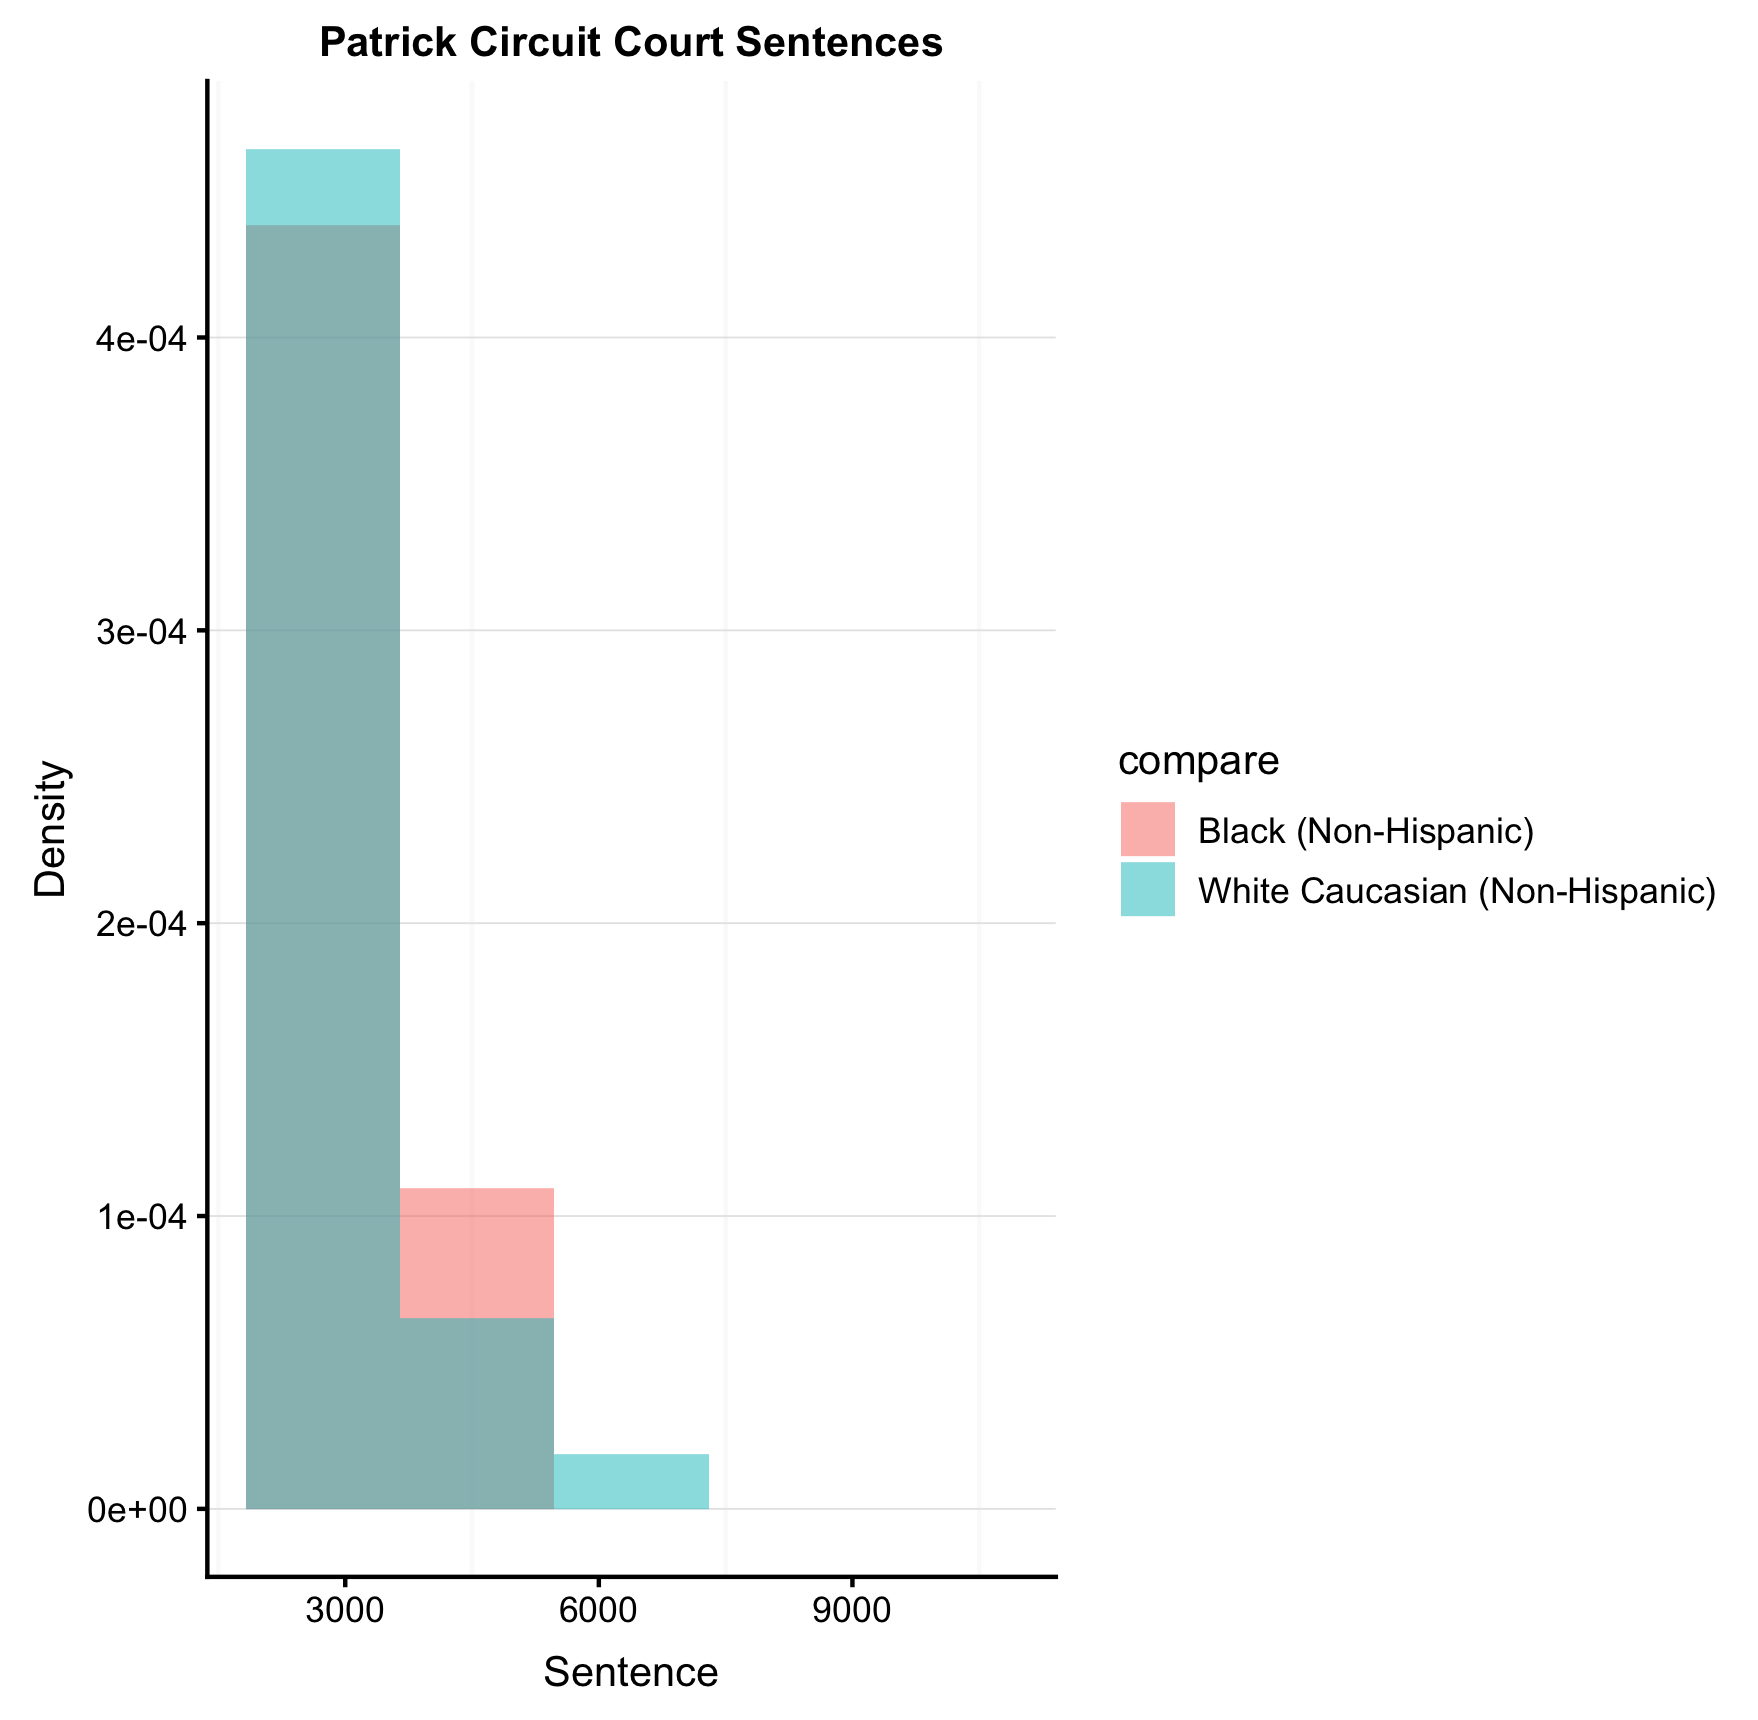 Patrick Circuit Court Sentences
4e-04
3e-04
2e-04
1e-04
0e+00
Density
3000 6000 9000
Sentence
compare
Black (Non-Hispanic)
White Caucasian (Non-Hispanic)